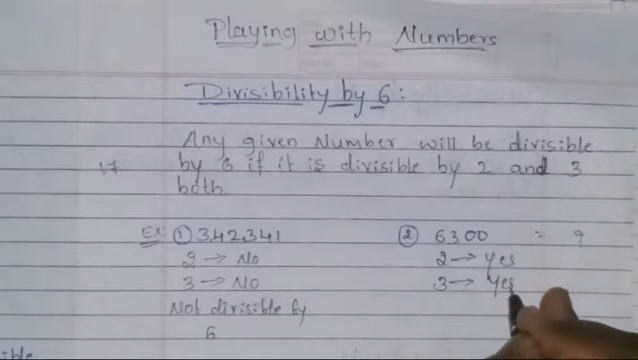 Playing with Numbers
Divisibility by 6:
Any given Number will be divisible
17 by 6 if it is divisible by 2 and 3
both
Ex: ① 3,42,341 ② 6300 = 9
2 → No 2 → Yes
3 → No 3 → Yes
Not divisible by
6
ible